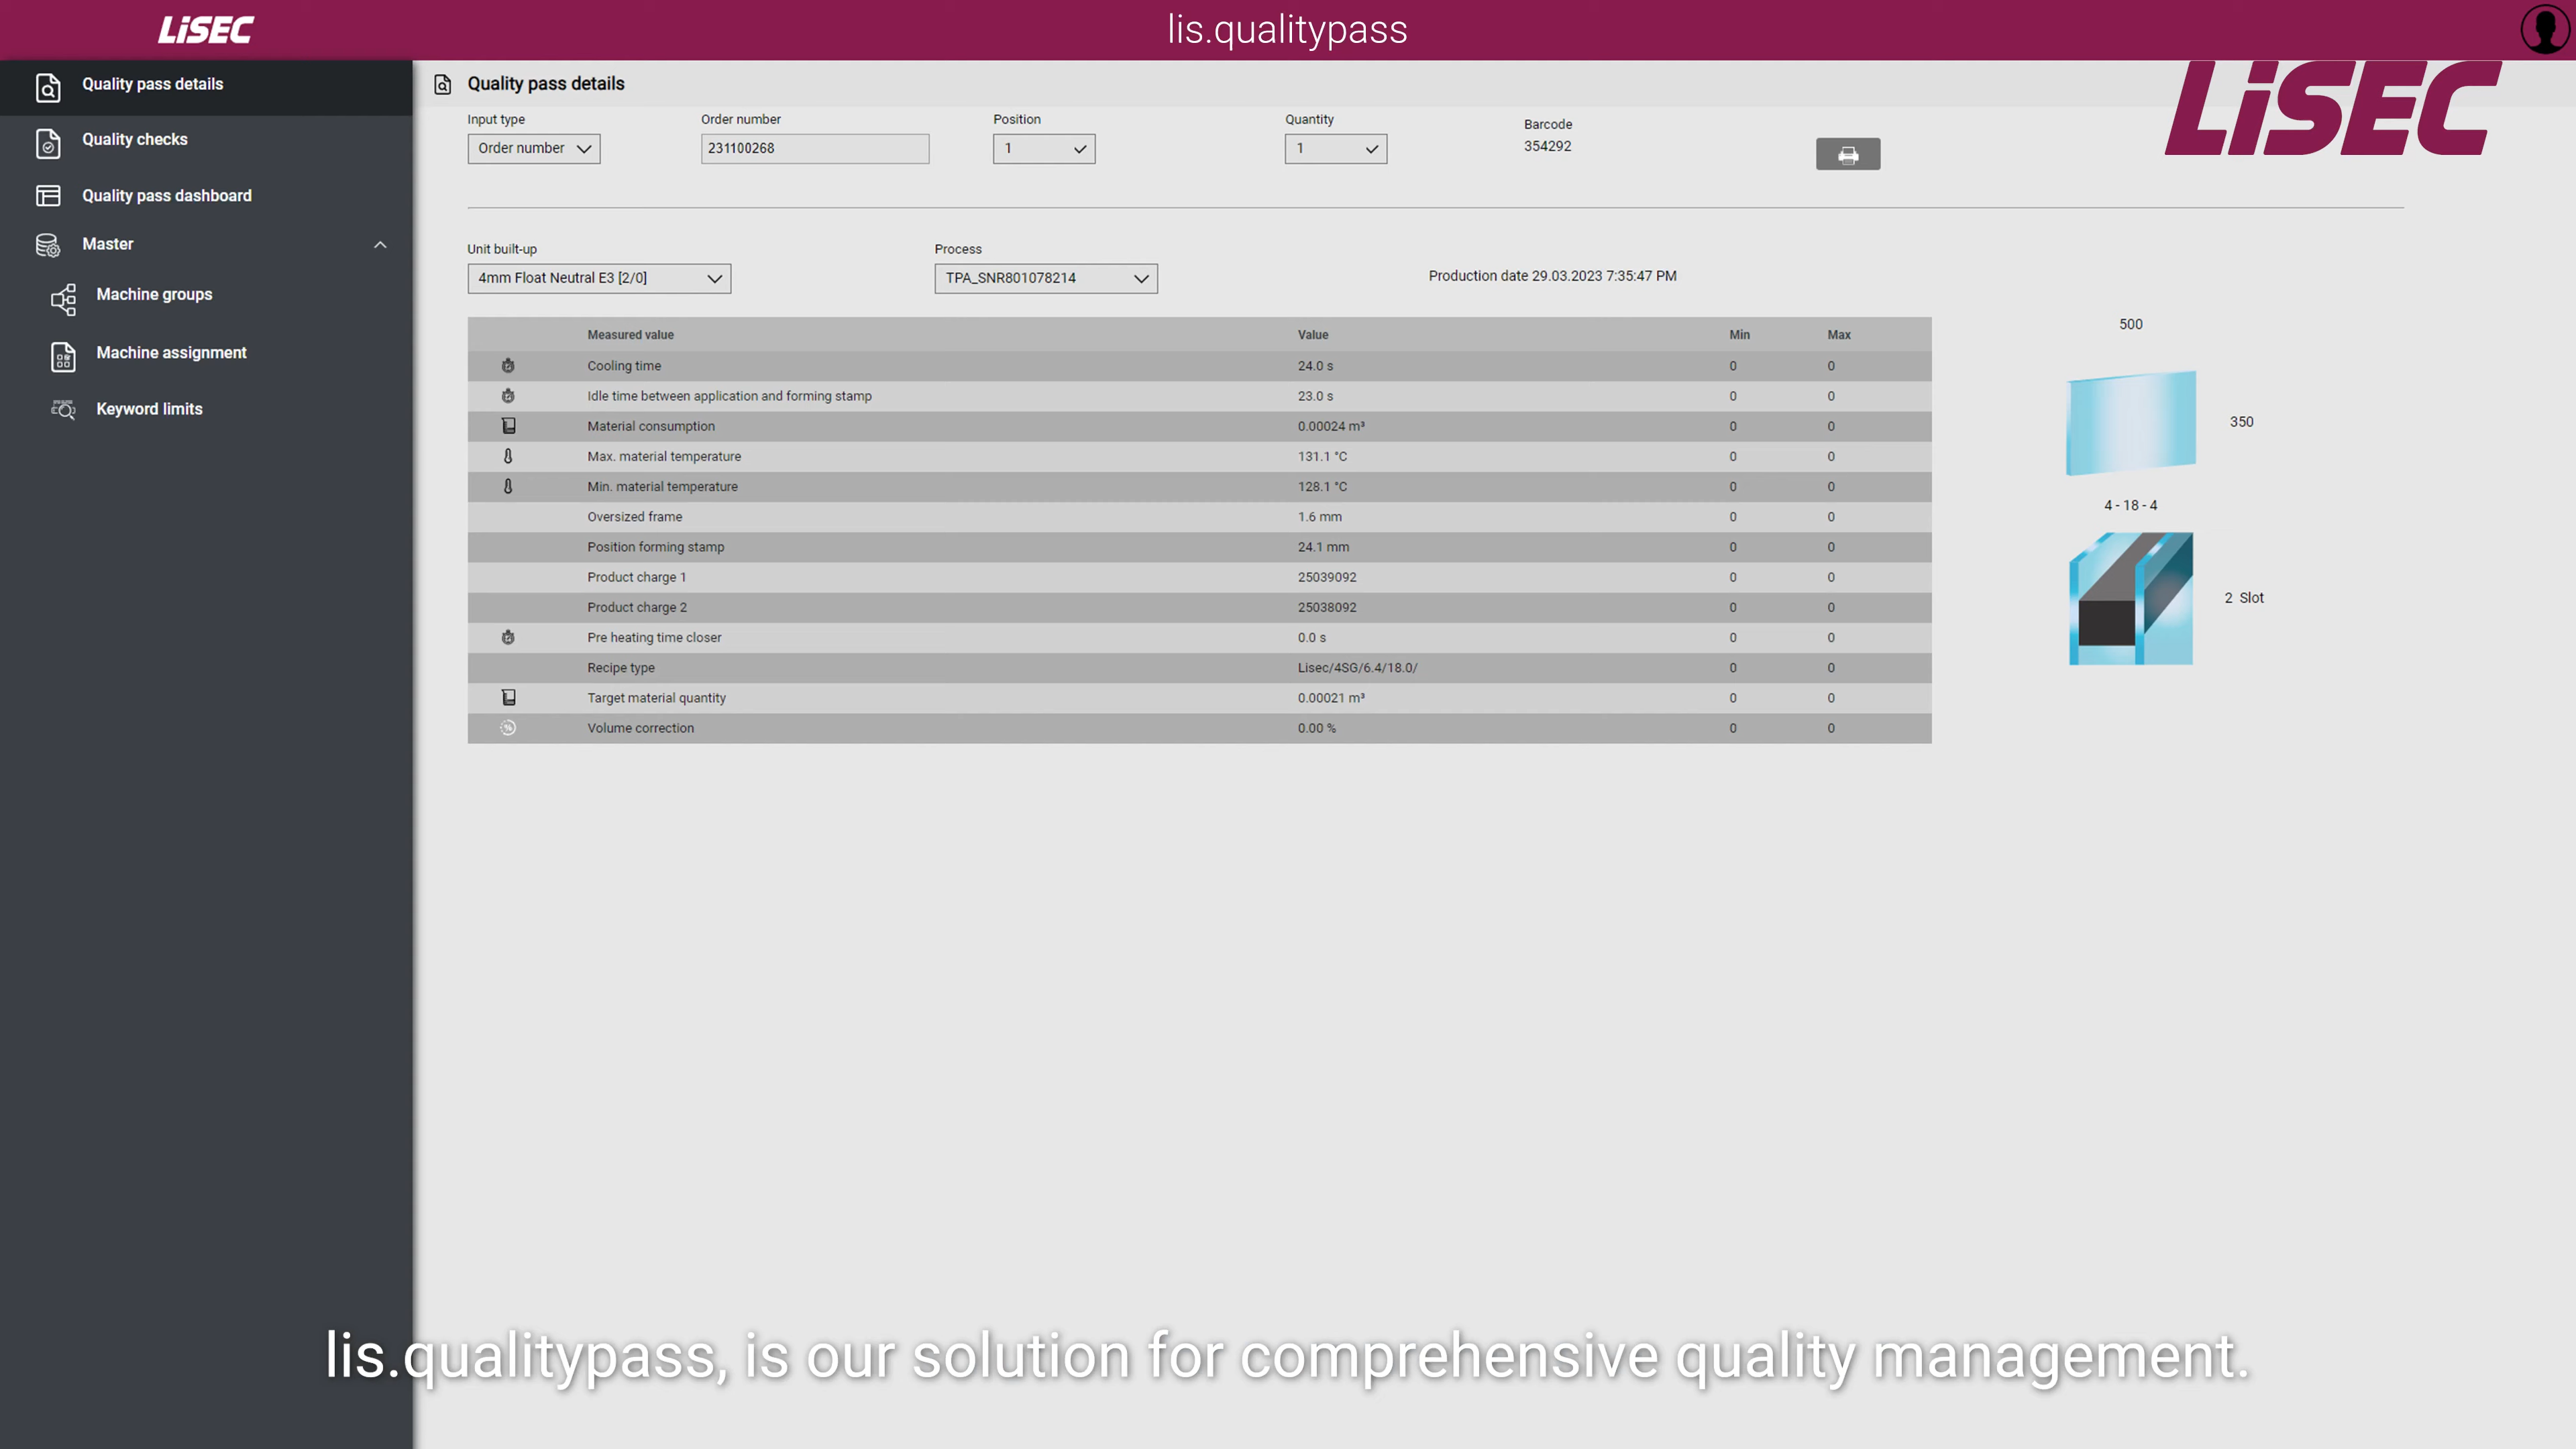 LiSEC
lis.qualitypass
Quality pass details
Quality checks
Quality pass dashboard
Master
Machine groups
Machine assignment
Keyword limits
Quality pass details
LiSEC
Input type
Order number
Position
Quantity
Barcode
Order number
231100268
1
1
354292
Unit built-up
Process
4mm Float Neutral E3 [2/0]
TPA_SNR801078214
Production date 29.03.2023 7:35:47 PM
Measured value Value Min Max
Cooling time 24.0 s 0 0
Idle time between application and forming stamp 23.0 s 0 0
Material consumption 0.00024 m³ 0 0
Max. material temperature 131.1 °C 0 0
Min. material temperature 128.1 °C 0 0
Oversized frame 1.6 mm 0 0
Position forming stamp 24.1 mm 0 0
Product charge 1 25039092 0 0
Product charge 2 25038092 0 0
Pre heating time closer 0.0 s 0 0
Recipe type Lisec/4SG/6.4/18.0/ 0 0
Target material quantity 0.00021 m³ 0 0
Volume correction 0.00 % 0 0
500
350
4 - 18 - 4
2 Slot
lis.qualitypass, is our solution for comprehensive quality management.